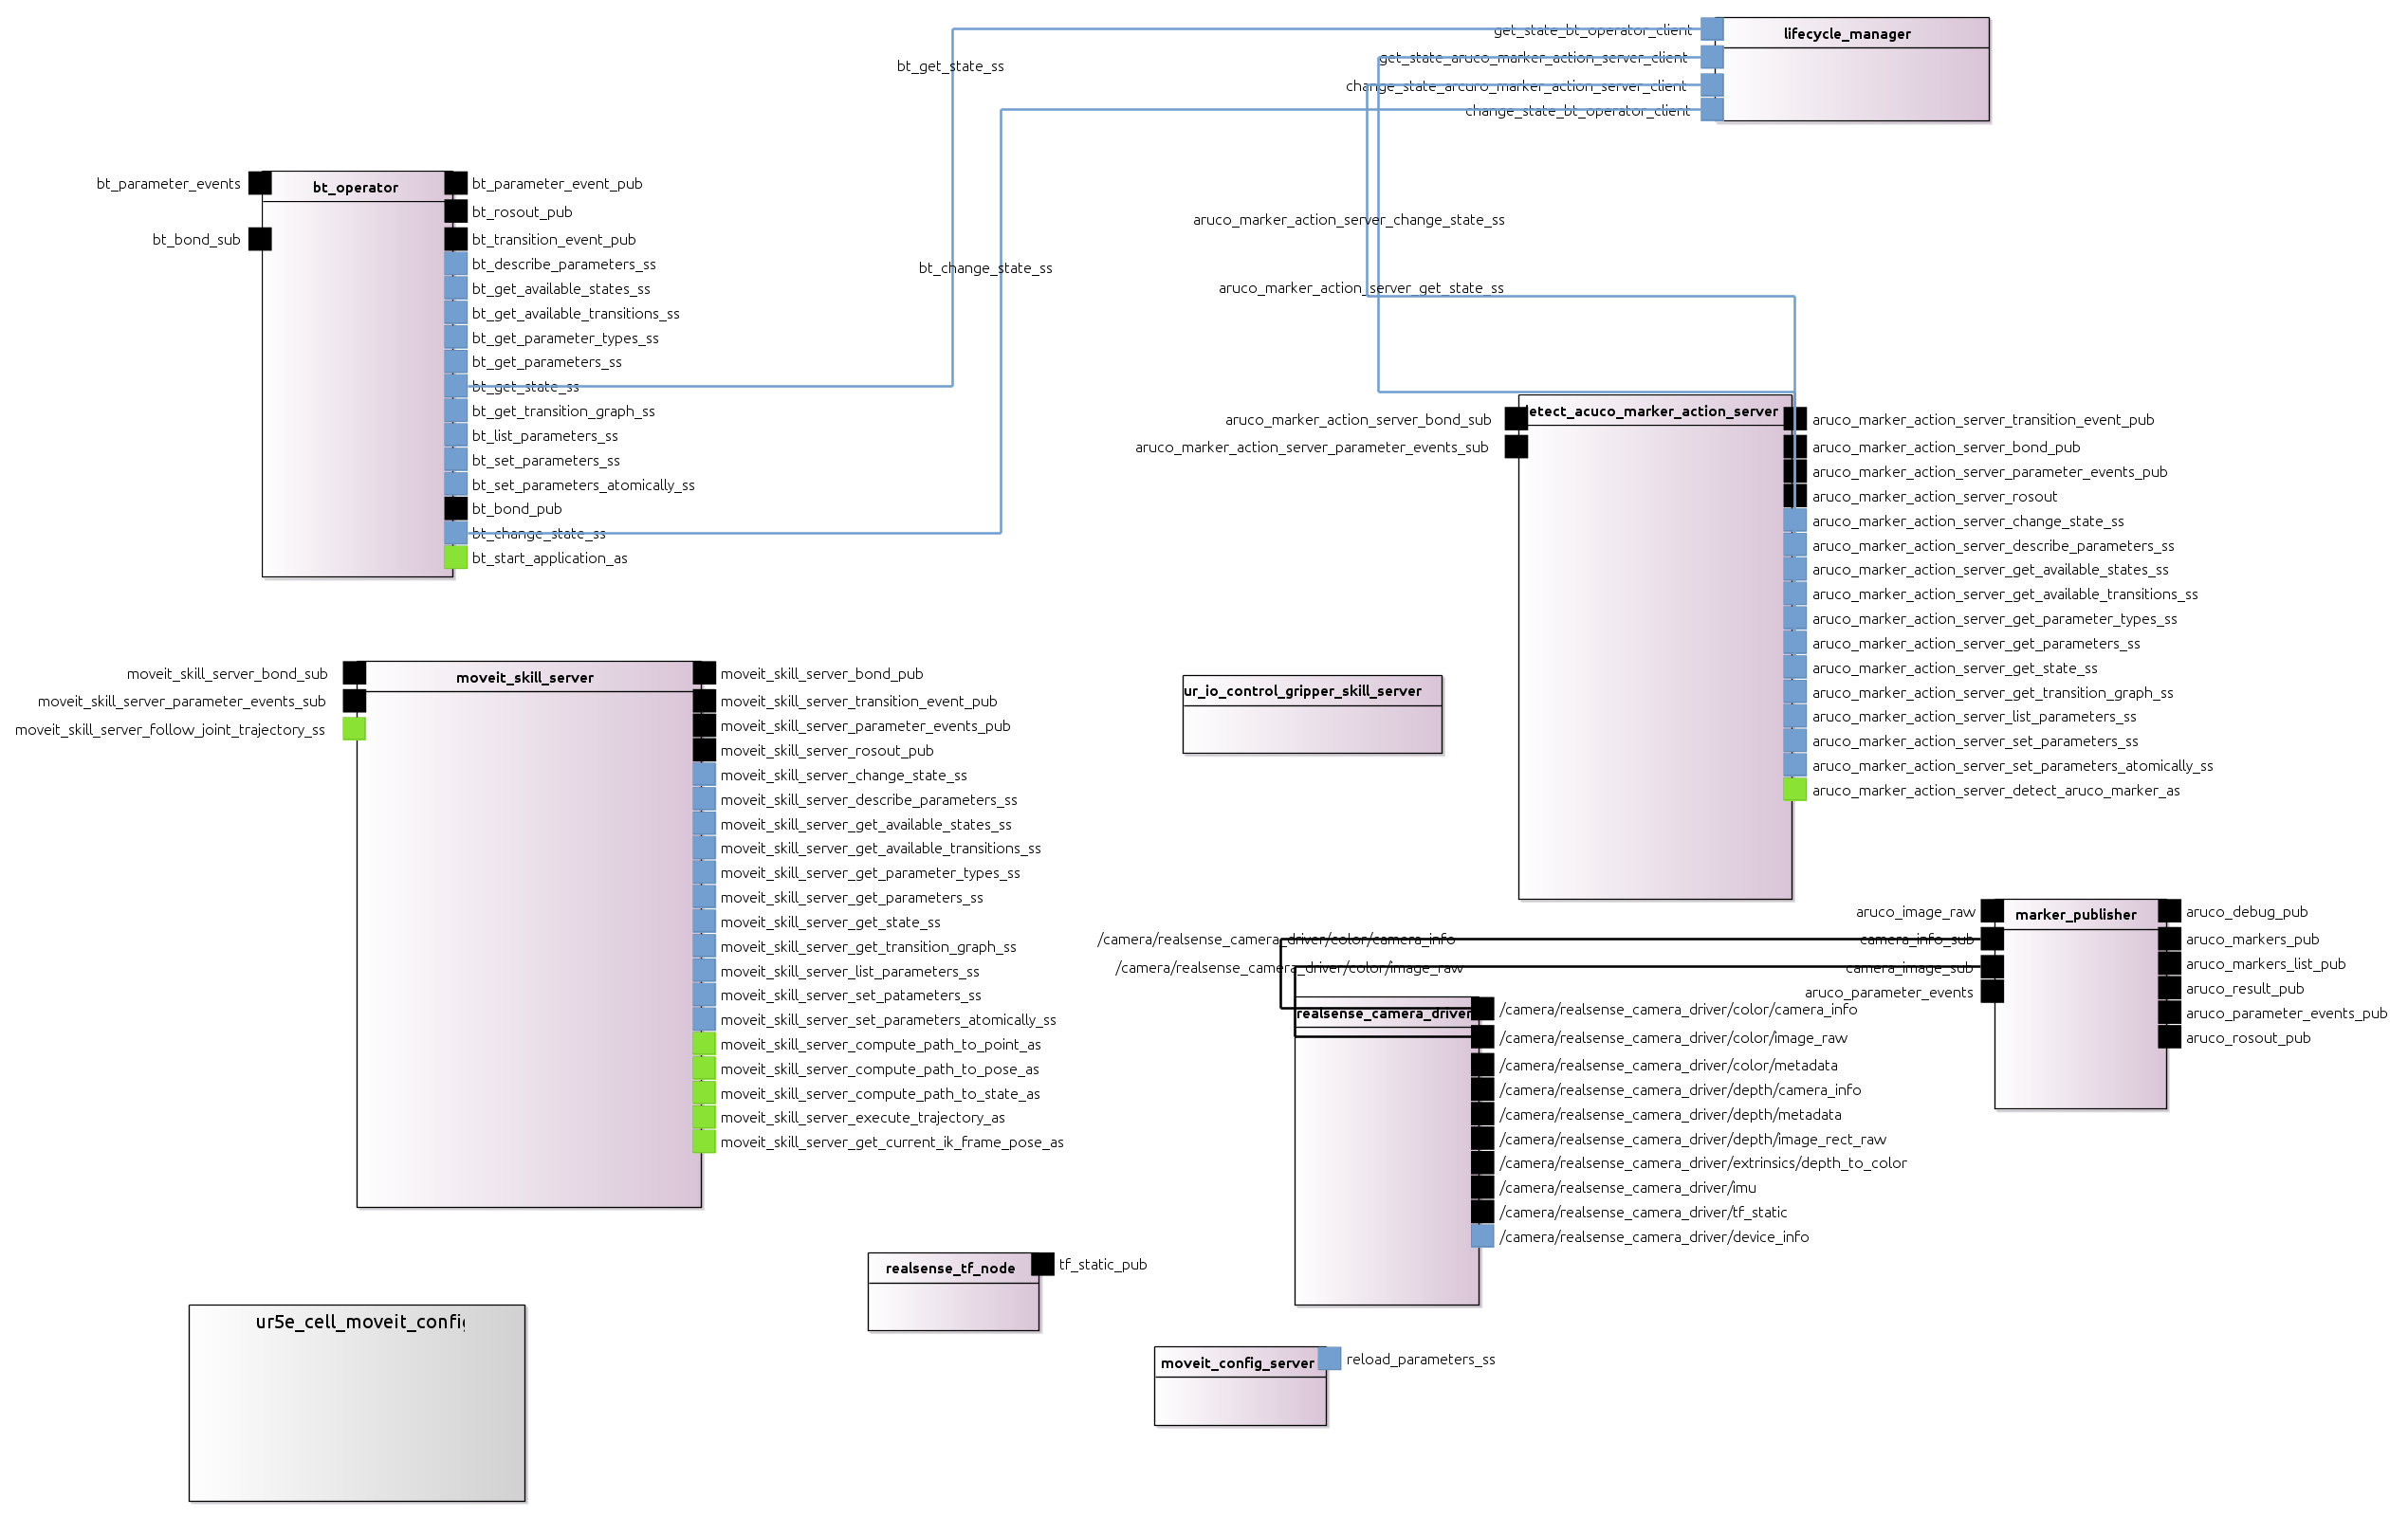 get_state_bt_operator_client
lifecycle_manager
get_state_aruco_marker_action_server_client
bt_get_state_ss
change_state_arcuro_marker_action_server_client
change_state_bt_operator_client
bt_parameter_events
bt_operator
bt_parameter_event_pub
bt_rosout_pub
bt_bond_sub
bt_transition_event_pub
bt_describe_parameters_ss
bt_get_available_states_ss
bt_get_available_transitions_ss
bt_get_parameter_types_ss
bt_get_parameters_ss
bt_get_state_ss
bt_get_transition_graph_ss
bt_list_parameters_ss
bt_set_parameters_ss
bt_set_parameters_atomically_ss
bt_bond_pub
bt_change_state_ss
bt_start_application_as
aruco_marker_action_server_change_state_ss
bt_change_state_ss
aruco_marker_action_server_get_state_ss
aruco_marker_action_server_bond_sub
aruco_marker_action_server_parameter_events_sub
etect_acuco_marker_action_server
aruco_marker_action_server_transition_event_pub
aruco_marker_action_server_bond_pub
aruco_marker_action_server_parameter_events_pub
aruco_marker_action_server_rosout
aruco_marker_action_server_change_state_ss
aruco_marker_action_server_describe_parameters_ss
aruco_marker_action_server_get_available_states_ss
aruco_marker_action_server_get_available_transitions_ss
aruco_marker_action_server_get_parameter_types_ss
aruco_marker_action_server_get_parameters_ss
aruco_marker_action_server_get_state_ss
aruco_marker_action_server_get_transition_graph_ss
aruco_marker_action_server_list_parameters_ss
aruco_marker_action_server_set_parameters_ss
aruco_marker_action_server_set_parameters_atomically_ss
aruco_marker_action_server_detect_aruco_marker_as
moveit_skill_server_bond_sub
moveit_skill_server_parameter_events_sub
moveit_skill_server_follow_joint_trajectory_ss
moveit_skill_server
moveit_skill_server_bond_pub
moveit_skill_server_transition_event_pub
moveit_skill_server_parameter_events_pub
moveit_skill_server_rosout_pub
moveit_skill_server_change_state_ss
moveit_skill_server_describe_parameters_ss
moveit_skill_server_get_available_states_ss
moveit_skill_server_get_available_transitions_ss
moveit_skill_server_get_parameter_types_ss
moveit_skill_server_get_parameters_ss
moveit_skill_server_get_state_ss
moveit_skill_server_get_transition_graph_ss
moveit_skill_server_list_parameters_ss
moveit_skill_server_set_patameters_ss
moveit_skill_server_set_parameters_atomically_ss
moveit_skill_server_compute_path_to_point_as
moveit_skill_server_compute_path_to_pose_as
moveit_skill_server_compute_path_to_state_as
moveit_skill_server_execute_trajectory_as
moveit_skill_server_get_current_ik_frame_pose_as
ur_io_control_gripper_skill_server
aruco_image_raw
camera_info_sub
camera_image_sub
aruco_parameter_events
marker_publisher
aruco_debug_pub
aruco_markers_pub
aruco_markers_list_pub
aruco_result_pub
aruco_parameter_events_pub
aruco_rosout_pub
/camera/realsense_camera_driver/color/camera_info
/camera/realsense_camera_driver/color/image_raw
realsense_camera_driver
/camera/realsense_camera_driver/color/camera_info
/camera/realsense_camera_driver/color/image_raw
/camera/realsense_camera_driver/color/metadata
/camera/realsense_camera_driver/depth/camera_info
/camera/realsense_camera_driver/depth/metadata
/camera/realsense_camera_driver/depth/image_rect_raw
/camera/realsense_camera_driver/extrinsics/depth_to_color
/camera/realsense_camera_driver/imu
/camera/realsense_camera_driver/tf_static
/camera/realsense_camera_driver/device_info
realsense_tf_node
tf_static_pub
ur5e_cell_moveit_config
moveit_config_server
reload_parameters_ss